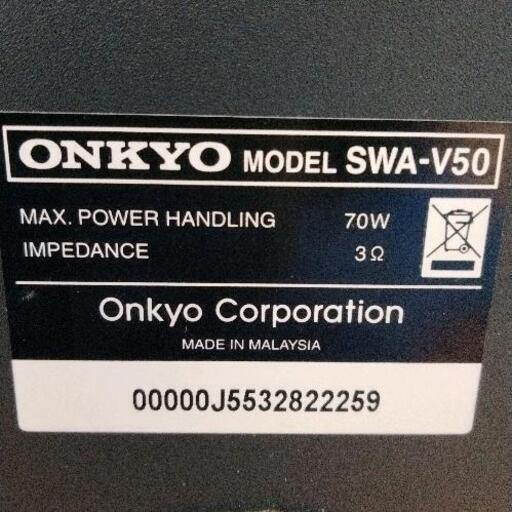 ONKYO MODEL SWA-V50
MAX. POWER HANDLING 70W
IMPEDANCE 3Ω
Onkyo Corporation
MADE IN MALAYSIA
00000J5532822259